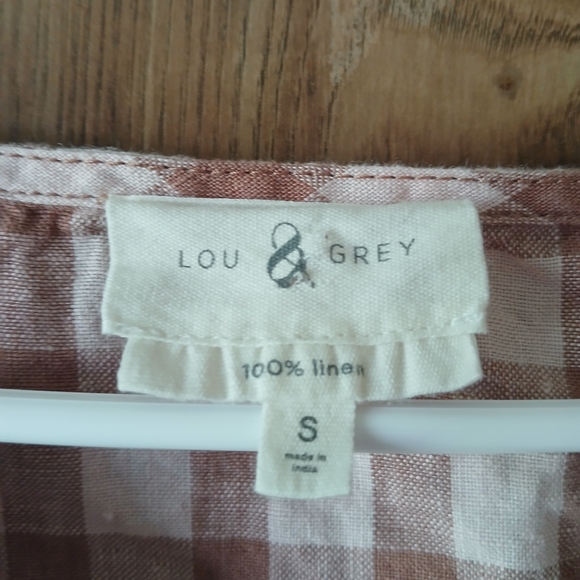 LOU & GREY
100% linen
S
made in
india